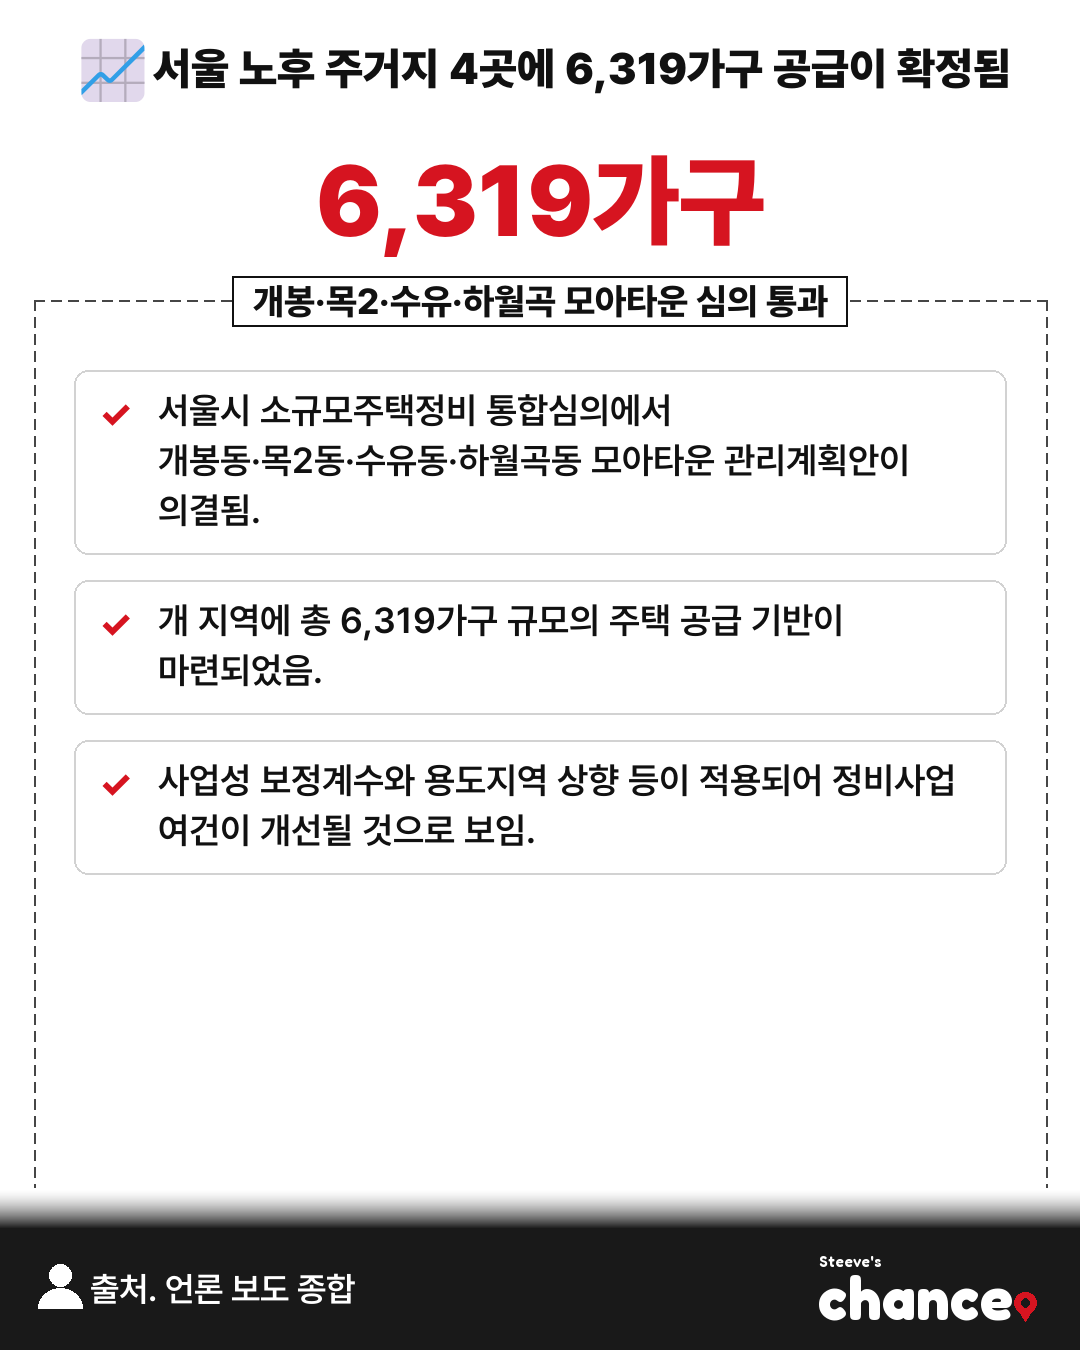 서울 노후 주거지 4곳에 6,319가구 공급이 확정됨
6,319가구
개봉·목2·수유·하월곡 모아타운 심의 통과
서울시 소규모주택정비 통합심의에서
개봉동·목2동·수유동·하월곡동 모아타운 관리계획안이
의결됨.
개 지역에 총 6,319가구 규모의 주택 공급 기반이
마련되었음.
사업성 보정계수와 용도지역 상향 등이 적용되어 정비사업
여건이 개선될 것으로 보임.
출처. 언론 보도 종합
Steeve's
chance